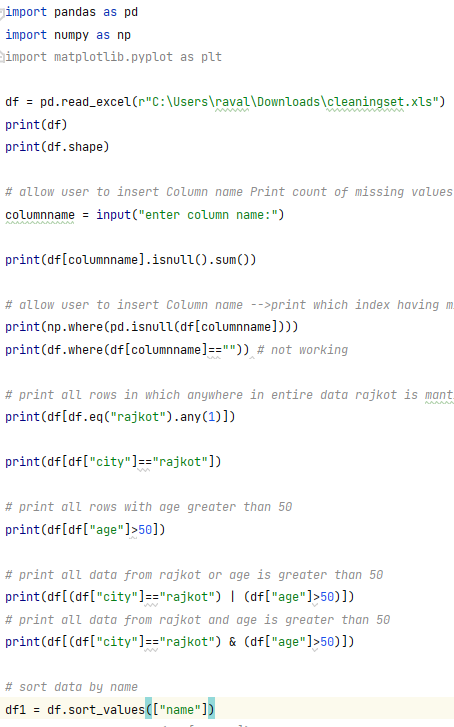 import pandas as pd
import numpy as np
import matplotlib.pyplot as plt
df = pd.read_excel(r"C:\Users\raval\Downloads\cleaningset.xls")
print(df)
print(df.shape)
# allow user to insert Column name Print count of missing values
columnname = input("enter column name:")
print(df[columnname].isnull().sum())
# allow user to insert Column name -->print which index having m
print(np.where(pd.isnull(df[columnname])))
print(df.where(df[columnname]=="")) # not working
# print all rows in which anywhere in entire data rajkot is mant
print(df[df.eq("rajkot").any(1)])
print(df[df["city"]=="rajkot"])
# print all rows with age greater than 50
print(df[df["age"]>50])
# print all data from rajkot or age is greater than 50
print(df[(df["city"]=="rajkot") | (df["age"]>50)])
# print all data from rajkot and age is greater than 50
print(df[(df["city"]=="rajkot") & (df["age"]>50)])
# sort data by name
df1 = df.sort_values(["name"])